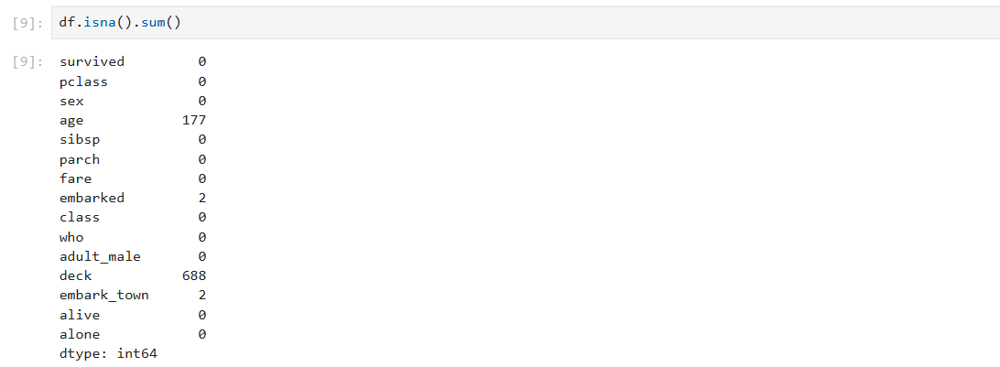 [9]: df.isna().sum()
[9]:
survived 0
pclass 0
sex 0
age 177
sibsp 0
parch 0
fare 0
embarked 2
class 0
who 0
adult_male 0
deck 688
embark_town 2
alive 0
alone 0
dtype: int64